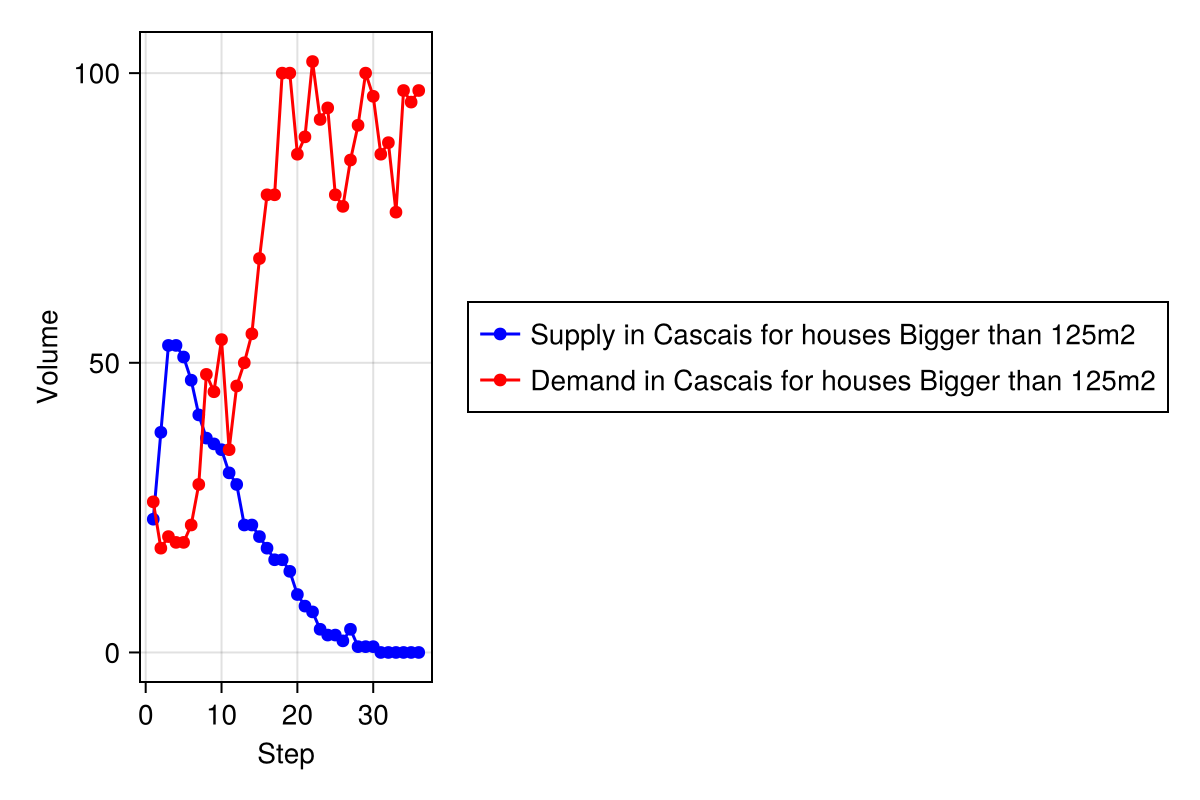 Volume
100
50
0
0 10 20 30
Step
Supply in Cascais for houses Bigger than 125m2
Demand in Cascais for houses Bigger than 125m2